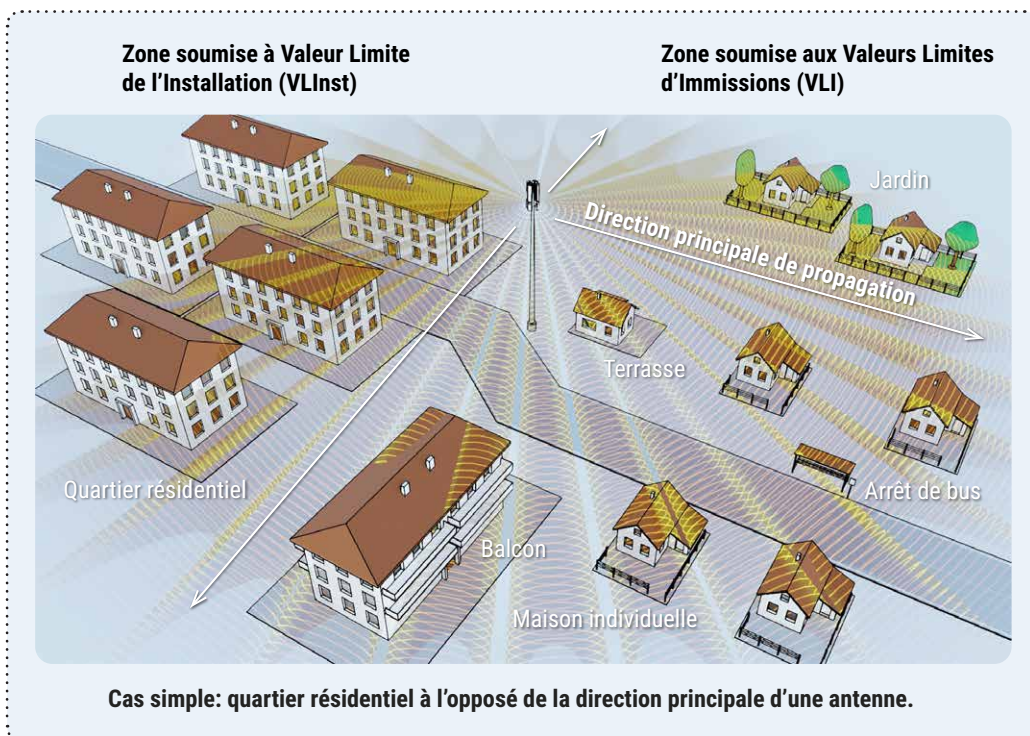 Zone soumise à Valeur Limite
de l’Installation (VLInst)
Zone soumise aux Valeurs Limites
d’Immissions (VLI)
Jardin
Direction principale de propagation
Terrasse
Quartier résidentiel
Arrêt de bus
Balcon
Maison individuelle
Cas simple: quartier résidentiel à l’opposé de la direction principale d’une antenne.